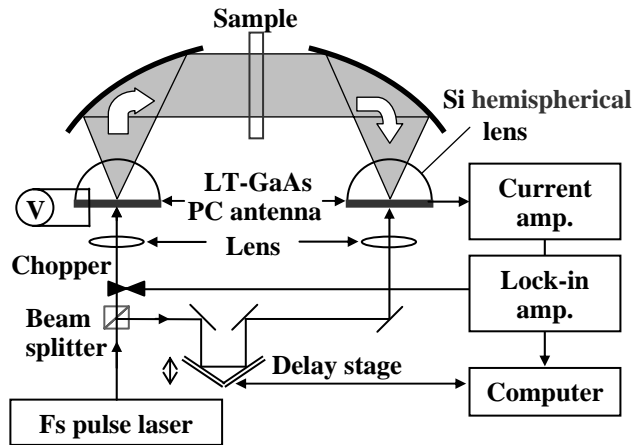 Sample
Si hemispherical
lens
LT-GaAs
PC antenna
V
Current
amp.
Lens
Chopper
Lock-in
amp.
Beam
splitter
Delay stage
Computer
Fs pulse laser